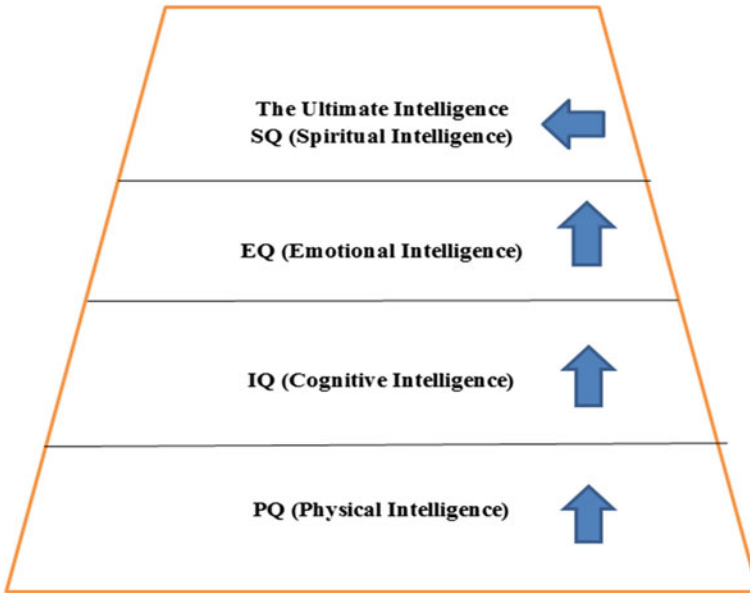 The Ultimate Intelligence
SQ (Spiritual Intelligence)
EQ (Emotional Intelligence)
IQ (Cognitive Intelligence)
PQ (Physical Intelligence)